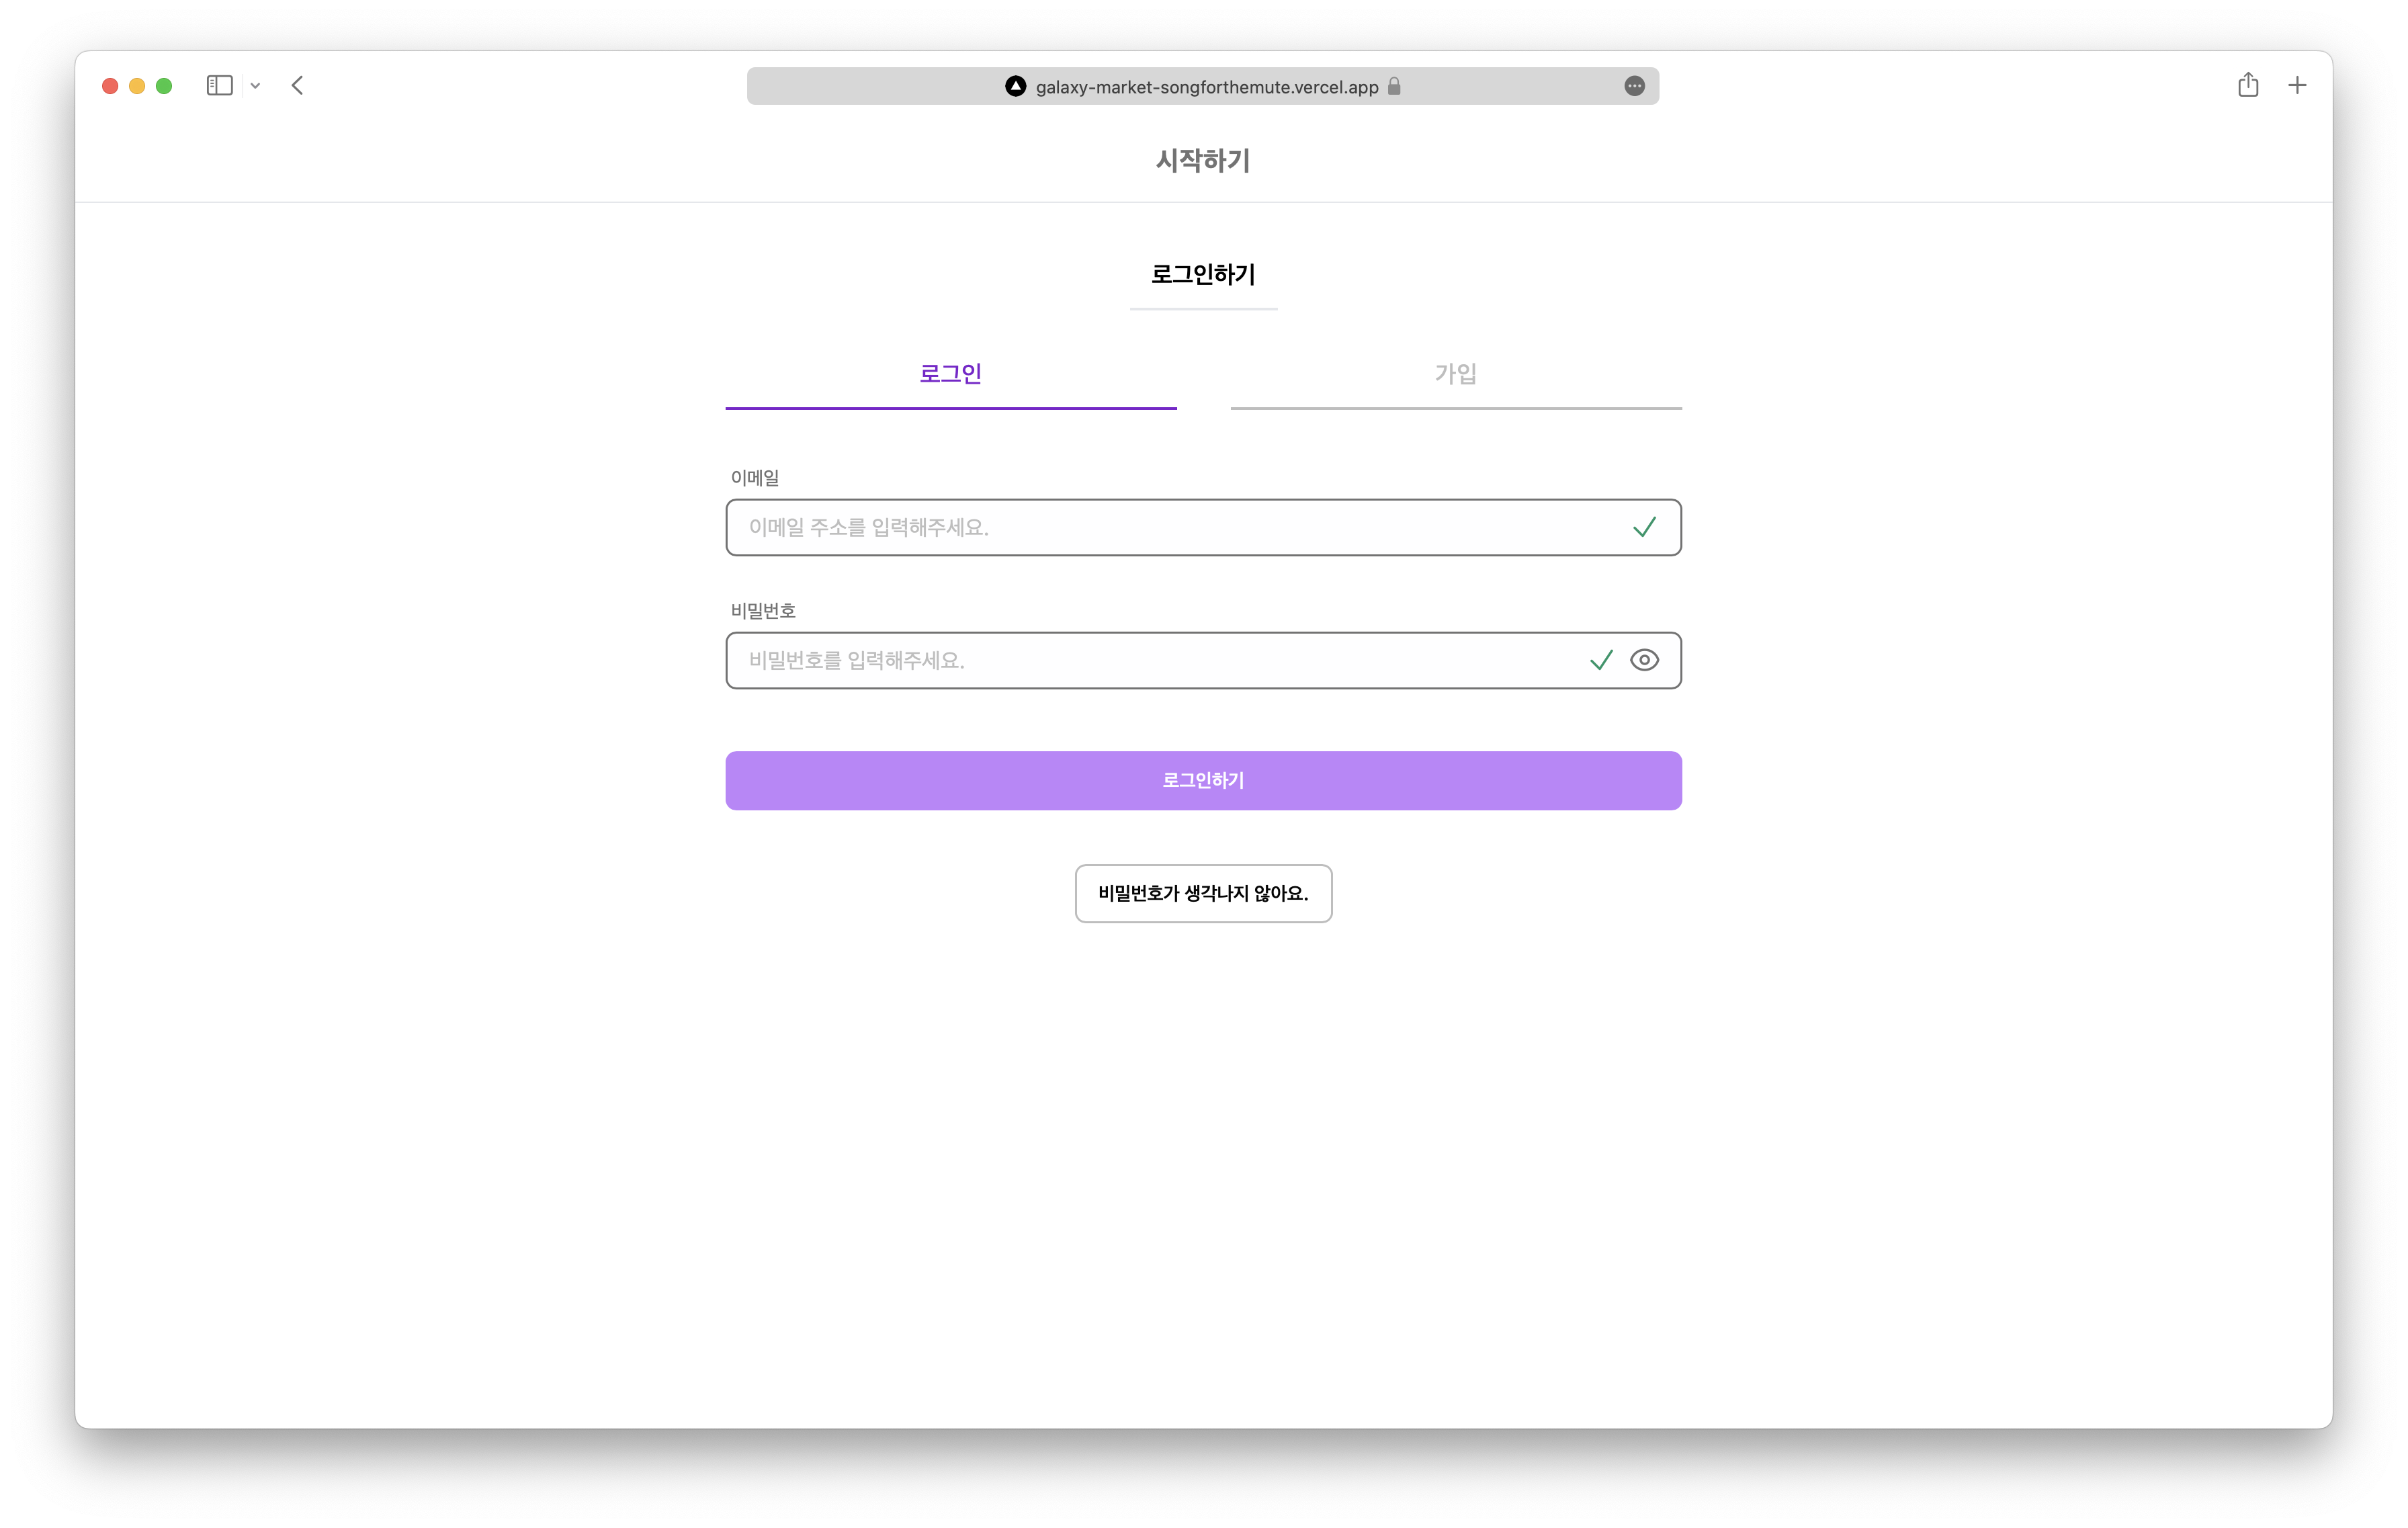 galaxy-market-songforthemute.vercel.app
시작하기
로그인하기
로그인 가입
이메일
이메일 주소를 입력해주세요.
비밀번호
비밀번호를 입력해주세요.
로그인하기
비밀번호가 생각나지 않아요.